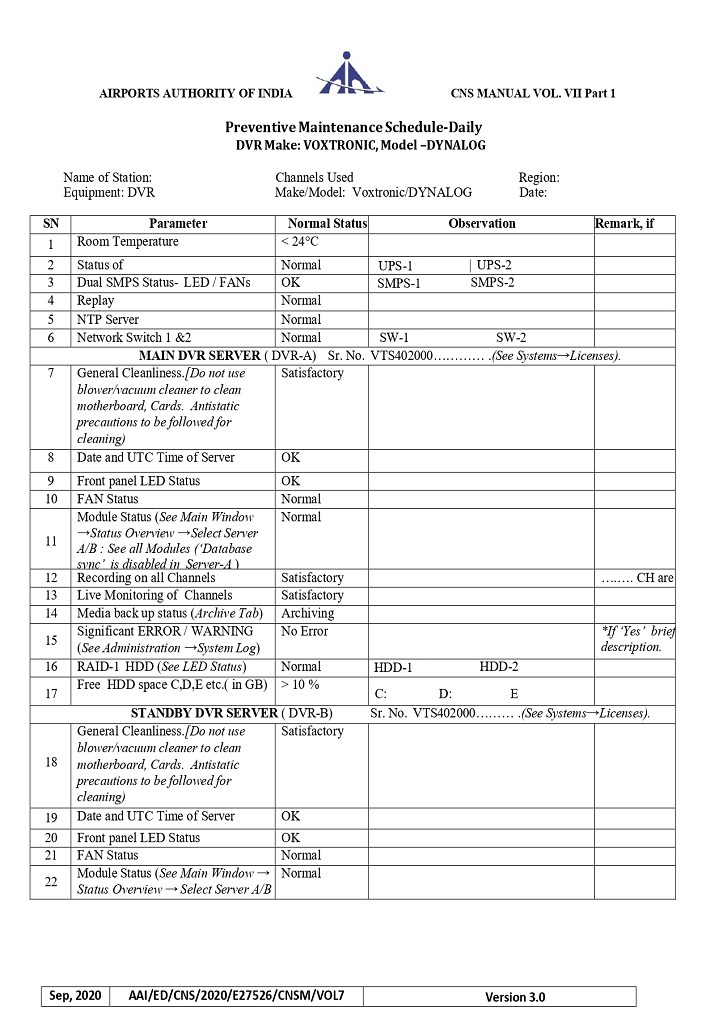 AIRPORTS AUTHORITY OF INDIA CNS MANUAL VOL. VII Part 1
Preventive Maintenance Schedule-Daily
DVR Make: VOXTRONIC, Model –DYNALOG
Name of Station: Channels Used Region:
Equipment: DVR Make/Model: Voxtronic/DYNALOG Date:
SN Parameter Normal Status Observation Remark, if
1 Room Temperature < 24°C
2 Status of Normal UPS-1 | UPS-2
3 Dual SMPS Status- LED / FANs OK SMPS-1 SMPS-2
4 Replay Normal
5 NTP Server Normal
6 Network Switch 1 &2 Normal SW-1 SW-2
MAIN DVR SERVER ( DVR-A) Sr. No. VTS402000………… .(See Systems→Licenses).
7 General Cleanliness.[Do not use Satisfactory
blower/vacuum cleaner to clean
motherboard, Cards. Antistatic
precautions to be followed for
cleaning)
8 Date and UTC Time of Server OK
9 Front panel LED Status OK
10 FAN Status Normal
11 Module Status (See Main Window Normal
→Status Overview →Select Server
A/B : See all Modules (‘Database
sync’ is disabled in Server-A )
12 Recording on all Channels Satisfactory …….. CH are
13 Live Monitoring of Channels Satisfactory
14 Media back up status (Archive Tab) Archiving
15 Significant ERROR / WARNING No Error *If ‘Yes’ brief
(See Administration →System Log) description.
16 RAID-1 HDD (See LED Status) Normal HDD-1 HDD-2
17 Free HDD space C,D,E etc.( in GB) > 10 %
C: D: E
STANDBY DVR SERVER ( DVR-B) Sr. No. VTS402000……… .(See Systems→Licenses).
18 General Cleanliness.[Do not use Satisfactory
blower/vacuum cleaner to clean
motherboard, Cards. Antistatic
precautions to be followed for
cleaning)
19 Date and UTC Time of Server OK
20 Front panel LED Status OK
21 FAN Status Normal
22 Module Status (See Main Window → Normal
Status Overview → Select Server A/B
Sep, 2020 AAI/ED/CNS/2020/E27526/CNSM/VOL7 Version 3.0